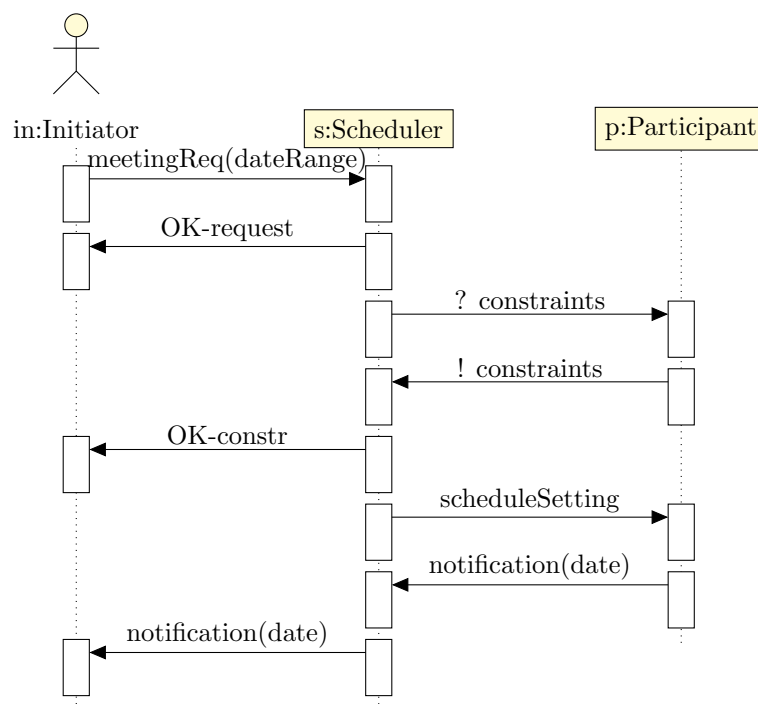 in:Initiator
s:Scheduler
p:Participant
meetingReq(dateRange)
OK-request
? constraints
! constraints
OK-constr
scheduleSetting
notification(date)
notification(date)